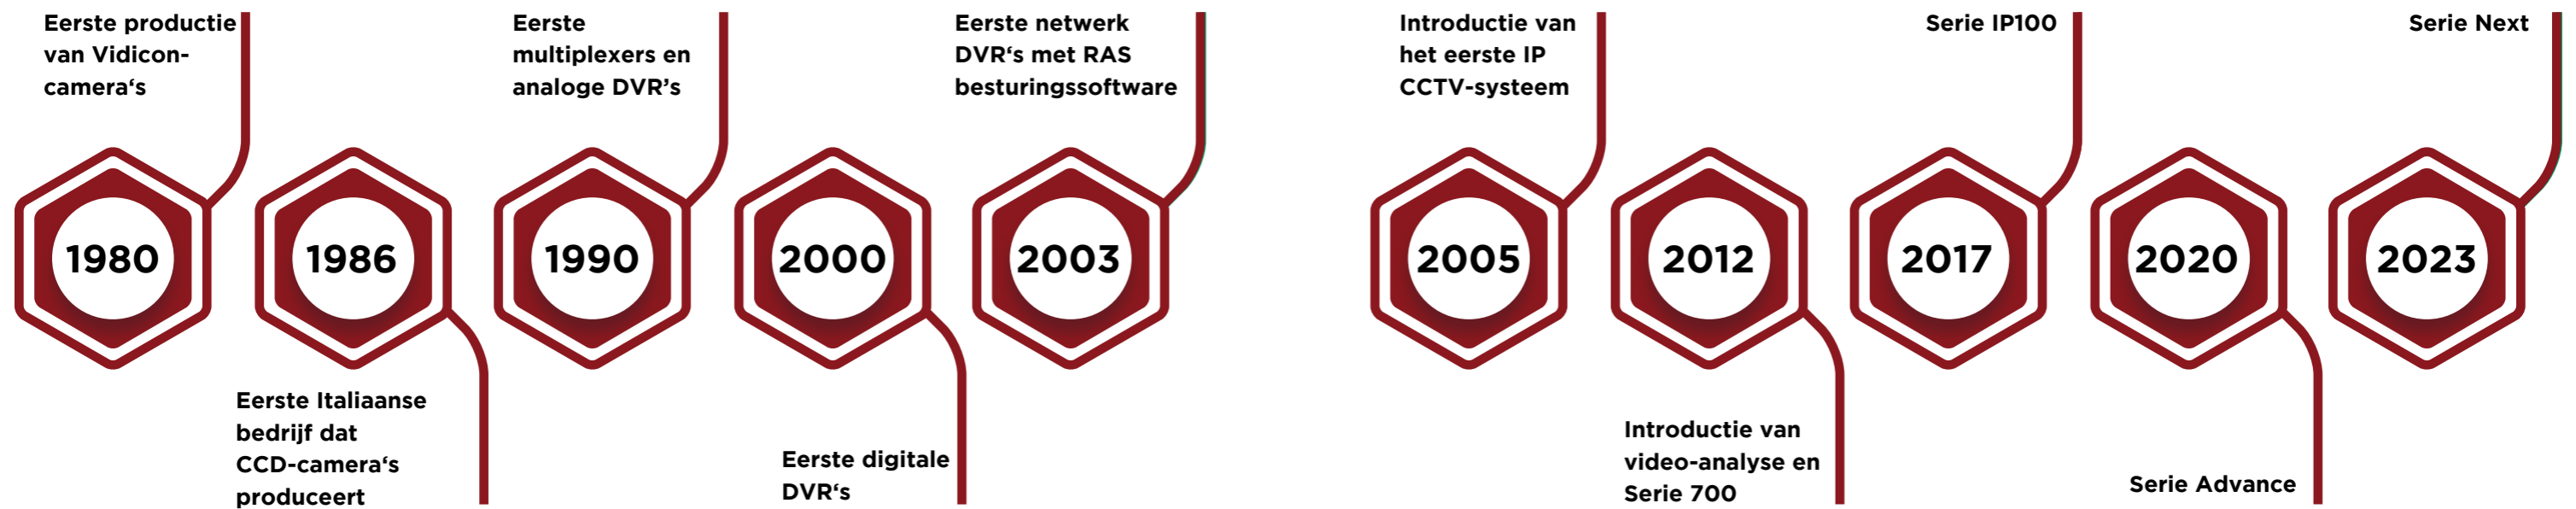 Eerste productie
van Vidicon-
camera‘s
1980
1986
Eerste Italiaanse
bedrijf dat
CCD-camera‘s
produceert
Eerste
multiplexers en
analoge DVR’s
1990
2000
Eerste digitale
DVR‘s
Eerste netwerk
DVR‘s met RAS
besturingssoftware
2003
Introductie van
het eerste IP
CCTV-systeem
2005
2012
Introductie van
video-analyse en
Serie 700
Serie IP100
2017
2020
Serie Advance
Serie Next
2023